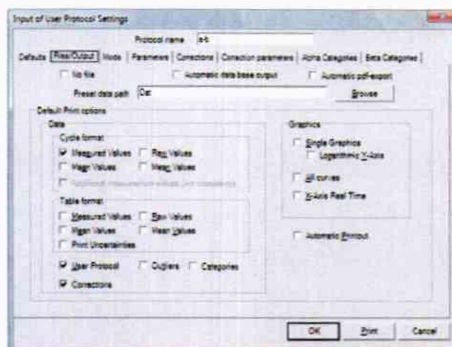 Input of User Protocol Settings
Protocol name a-b
Defaults Files/Output Mode Parameters Corrections Correction parameters Alpha Categories Beta Categories
No file Automatic data base output Automatic pdf-export
Preset data path Dat Browse
Default Print options
Data
Cycle format
Measured Values Raw Values
Mean Values Mean Values
Table format
Measured Values Raw Values
Mean Values Mean Values
Print Uncertainties
User Protocol Outliers Categories
Corrections
Graphics
Single Graphics
Logarithmic Y-Axis
All curves
X-Axis Real Time
Automatic Printout
OK Print Cancel